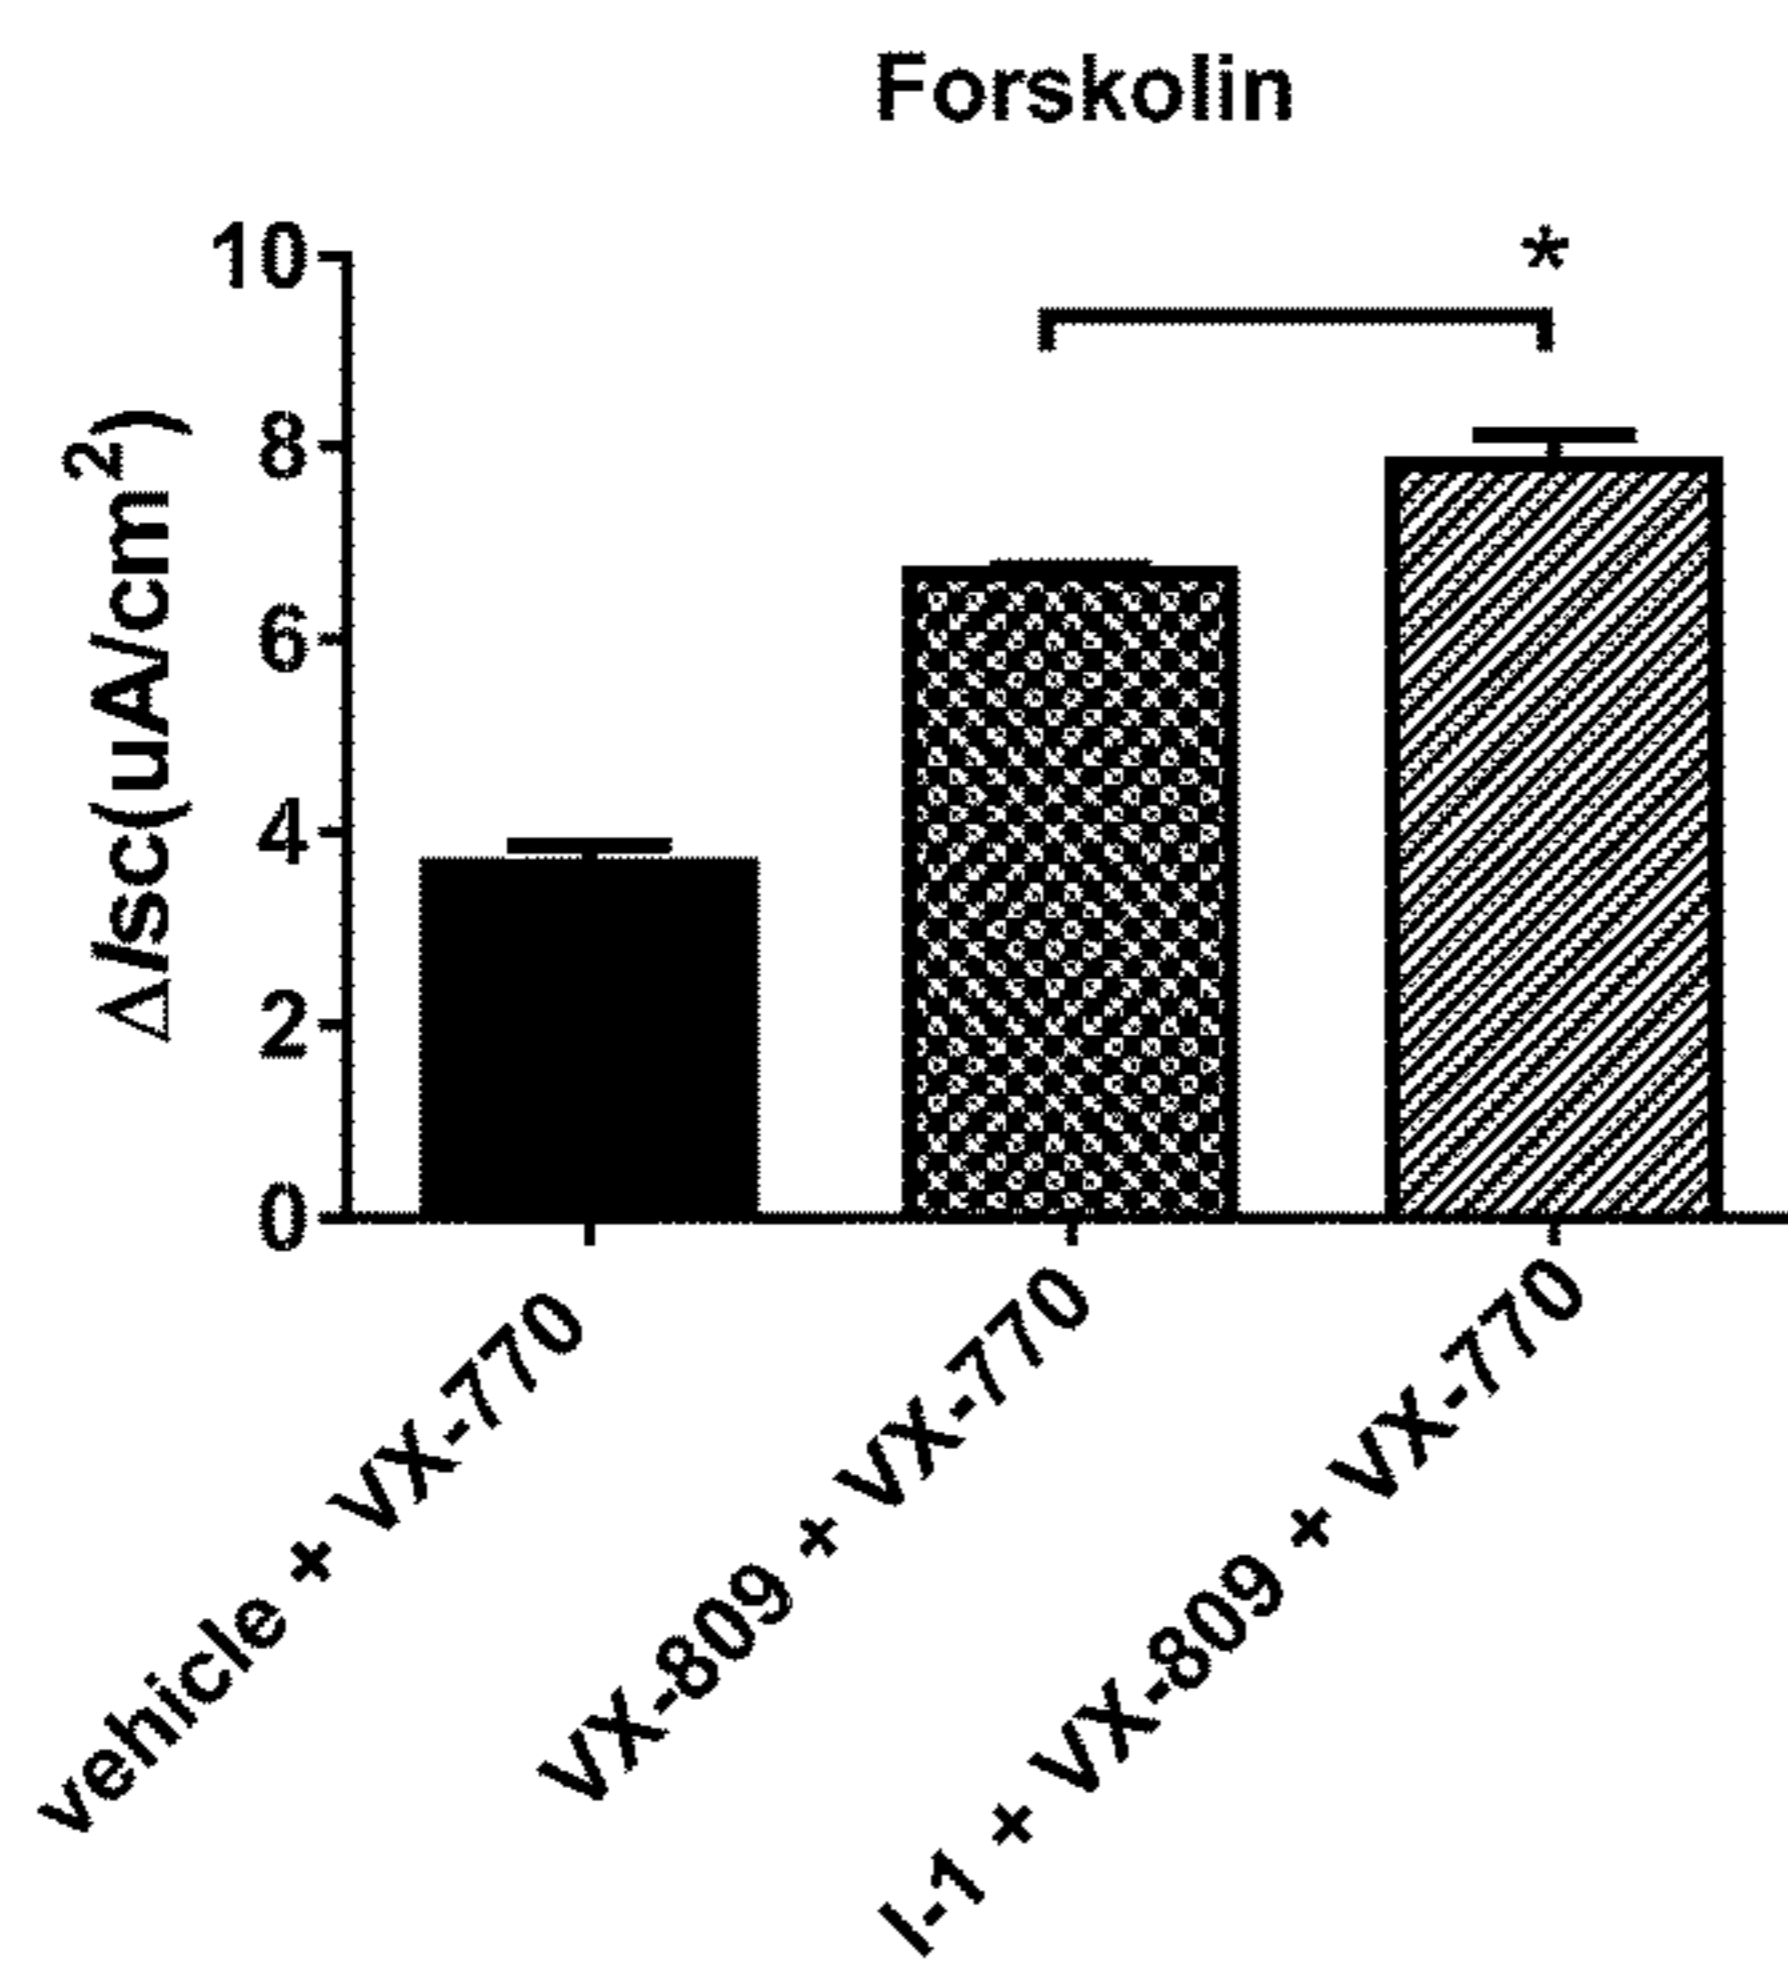 Forskolin
*
ΔIsc(uA/cm²)
10
8
6
4
2
0
vehicle + VX-770
VX-809 + VX-770
I-1 + VX-809 + VX-770